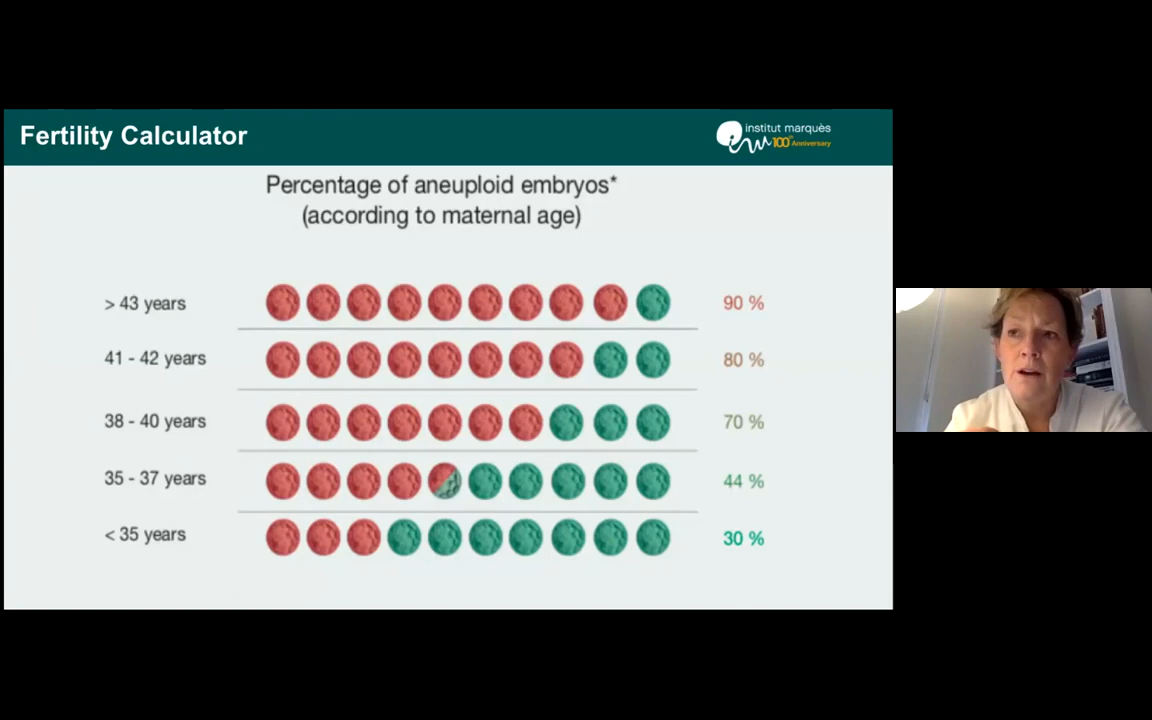 Fertility Calculator
institut marquès
100th Anniversary
Percentage of aneuploid embryos*
(according to maternal age)
> 43 years 90 %
41 - 42 years 80 %
38 - 40 years 70 %
35 - 37 years 44 %
< 35 years 30 %